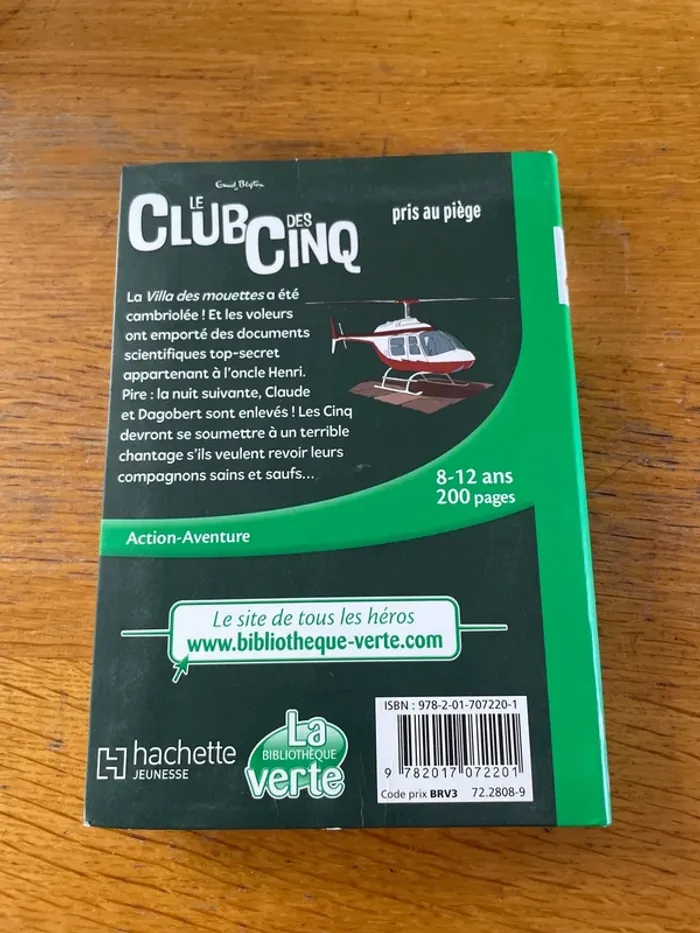 Enid Blyton
LE
CLUB DES
CINQ
pris au piège
La Villa des mouettes a été
cambriolée ! Et les voleurs
ont emporté des documents
scientifiques top-secret
appartenant à l'oncle Henri.
Pire : la nuit suivante, Claude
et Dagobert sont enlevés ! Les Cinq
devront se soumettre à un terrible
chantage s'ils veulent revoir leurs
compagnons sains et saufs...
8-12 ans
200 pages
Action-Aventure
Le site de tous les héros
www.bibliotheque-verte.com
hachette
JEUNESSE
La
BIBLIOTHÈQUE
verte
ISBN : 978-2-01-707220-1
9 782017 072201
Code prix BRV3 72.2808-9